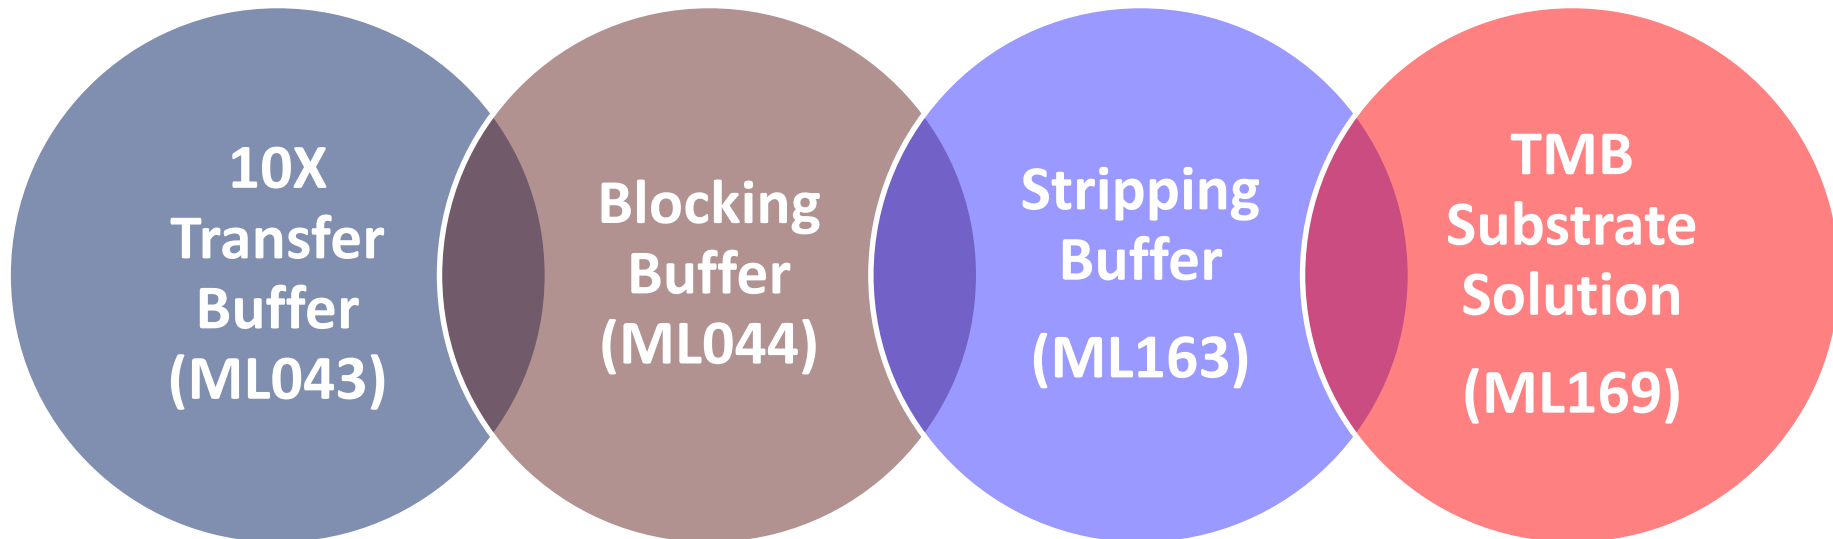 10X
Transfer
Buffer
(ML043)
Blocking
Buffer
(ML044)
Stripping
Buffer
(ML163)
TMB
Substrate
Solution
(ML169)